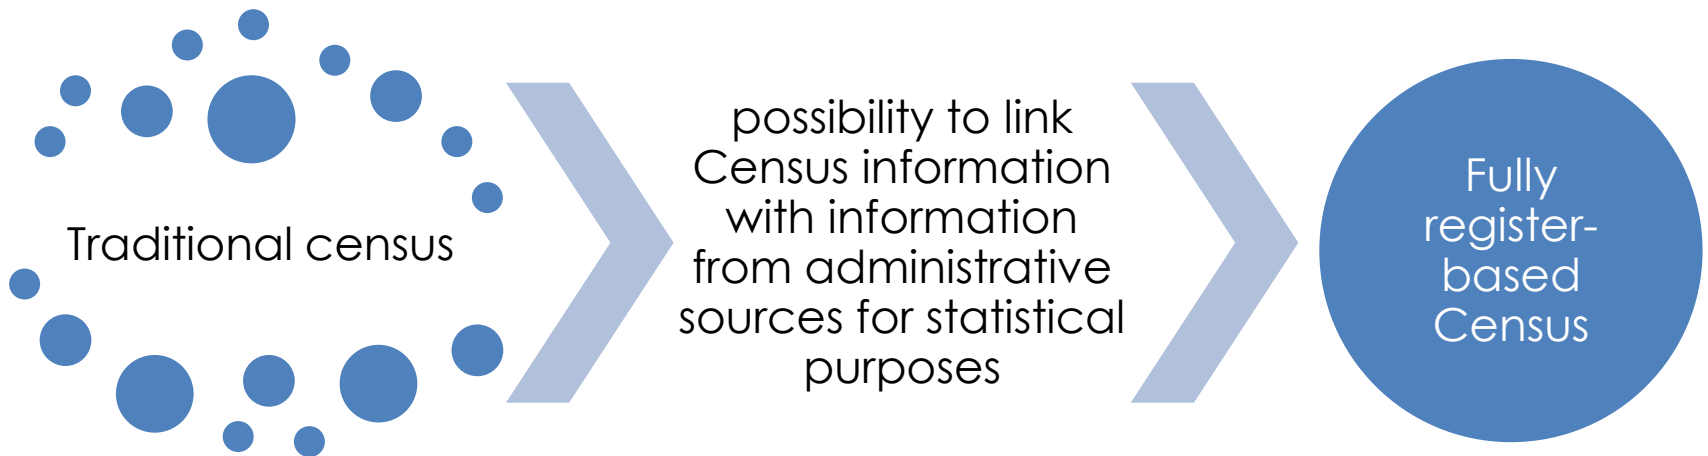 Traditional census
possibility to link
Census information
with information
from administrative
sources for statistical
purposes
Fully
register-
based
Census